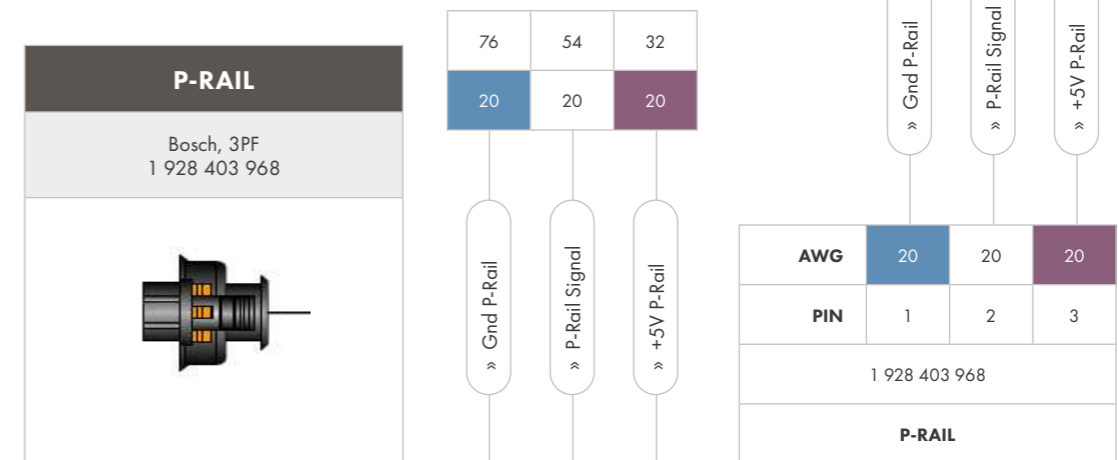 P-RAIL
Bosch, 3PF
1 928 403 968
76 54 32
20 20 20
» Gnd P-Rail
» P-Rail Signal
» +5V P-Rail
» Gnd P-Rail
» P-Rail Signal
» +5V P-Rail
AWG 20 20 20
PIN 1 2 3
1 928 403 968
P-RAIL